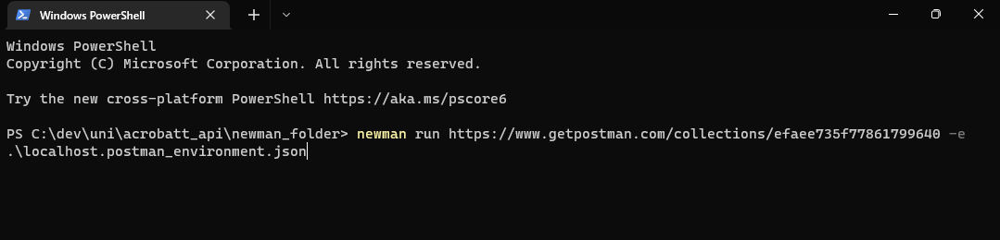 Windows PowerShell
Windows PowerShell
Copyright (C) Microsoft Corporation. All rights reserved.
Try the new cross-platform PowerShell https://aka.ms/pscore6
PS C:\dev\uni\acrobatt_api\newman_folder> newman run https://www.getpostman.com/collections/efaee735f77861799640 -e
.\localhost.postman_environment.json